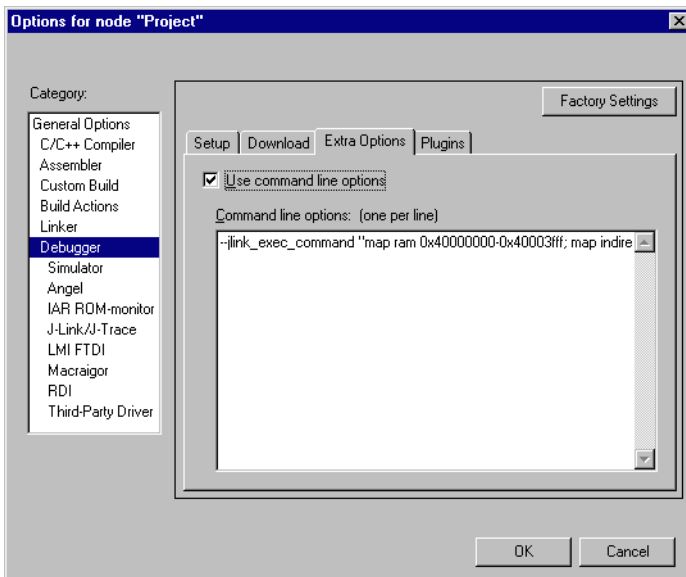 Options for node "Project"
Category:
Factory Settings
General Options
C/C++ Compiler
Assembler
Custom Build
Build Actions
Linker
Debugger
Simulator
Angel
IAR ROM-monitor
J-Link/J-Trace
LMI FTDI
Macraigor
RDI
Third-Party Driver
Setup Download Extra Options Plugins
Use command line options
Command line options: (one per line)
--jlink_exec_command "map ram 0x40000000-0x40003fff; map indire
OK Cancel